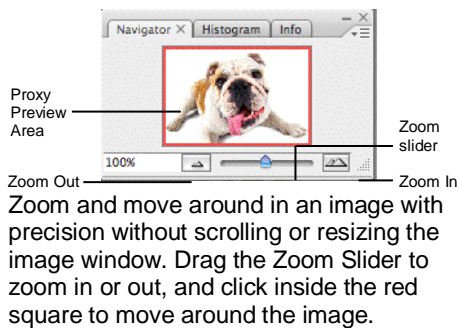 Navigator × Histogram Info
Proxy
Preview
Area
Zoom
slider
100%
Zoom Out
Zoom In
Zoom and move around in an image with
precision without scrolling or resizing the
image window. Drag the Zoom Slider to
zoom in or out, and click inside the red
square to move around the image.